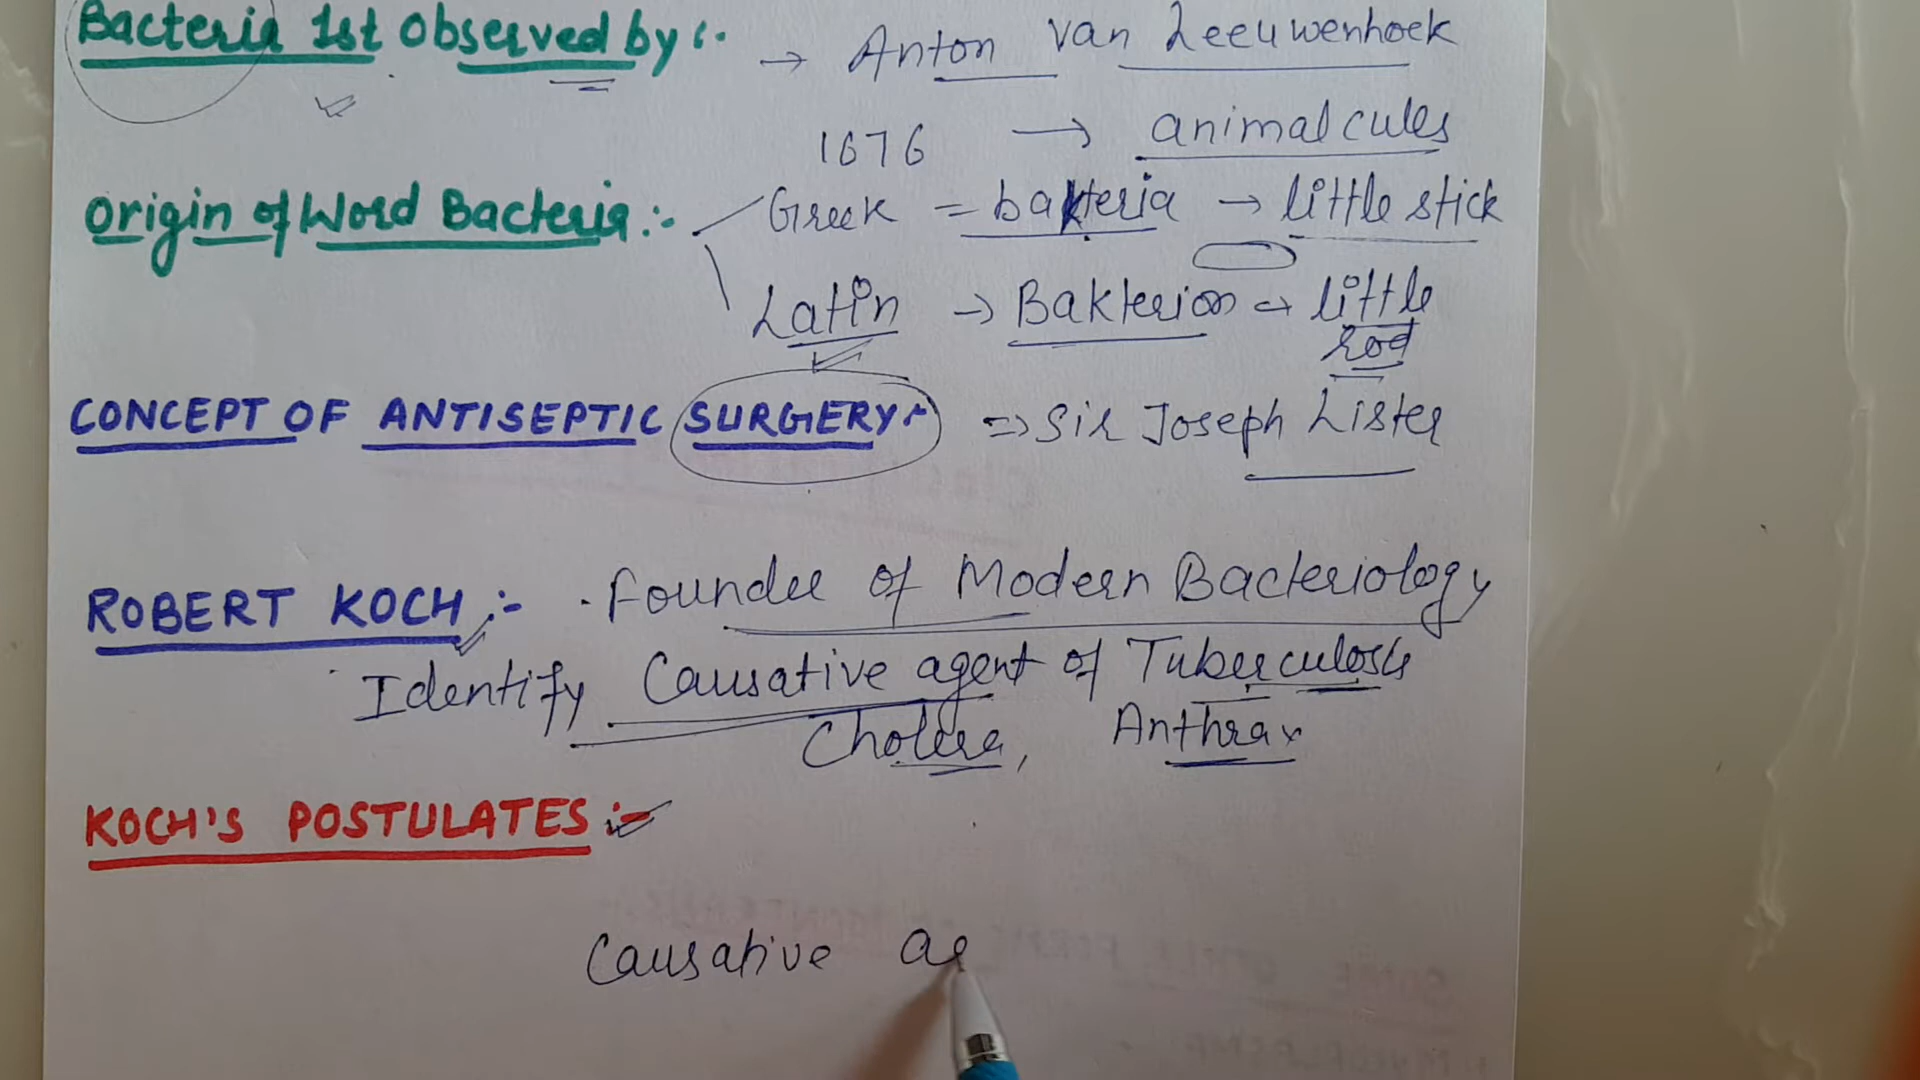 Bacteria 1st Observed by :- → Anton van Leeuwenhoek
1676 → animalcules
Origin of Word Bacteria :- Greek = bakteria → little stick
Latin → Bakterion → little
rod
CONCEPT OF ANTISEPTIC SURGERY :- ⇒ Sir Joseph Lister
ROBERT KOCH :- Founder of Modern Bacteriology
Identify Causative agent of Tuberculosis
Cholera, Anthrax
KOCH'S POSTULATES :-
Causative ag